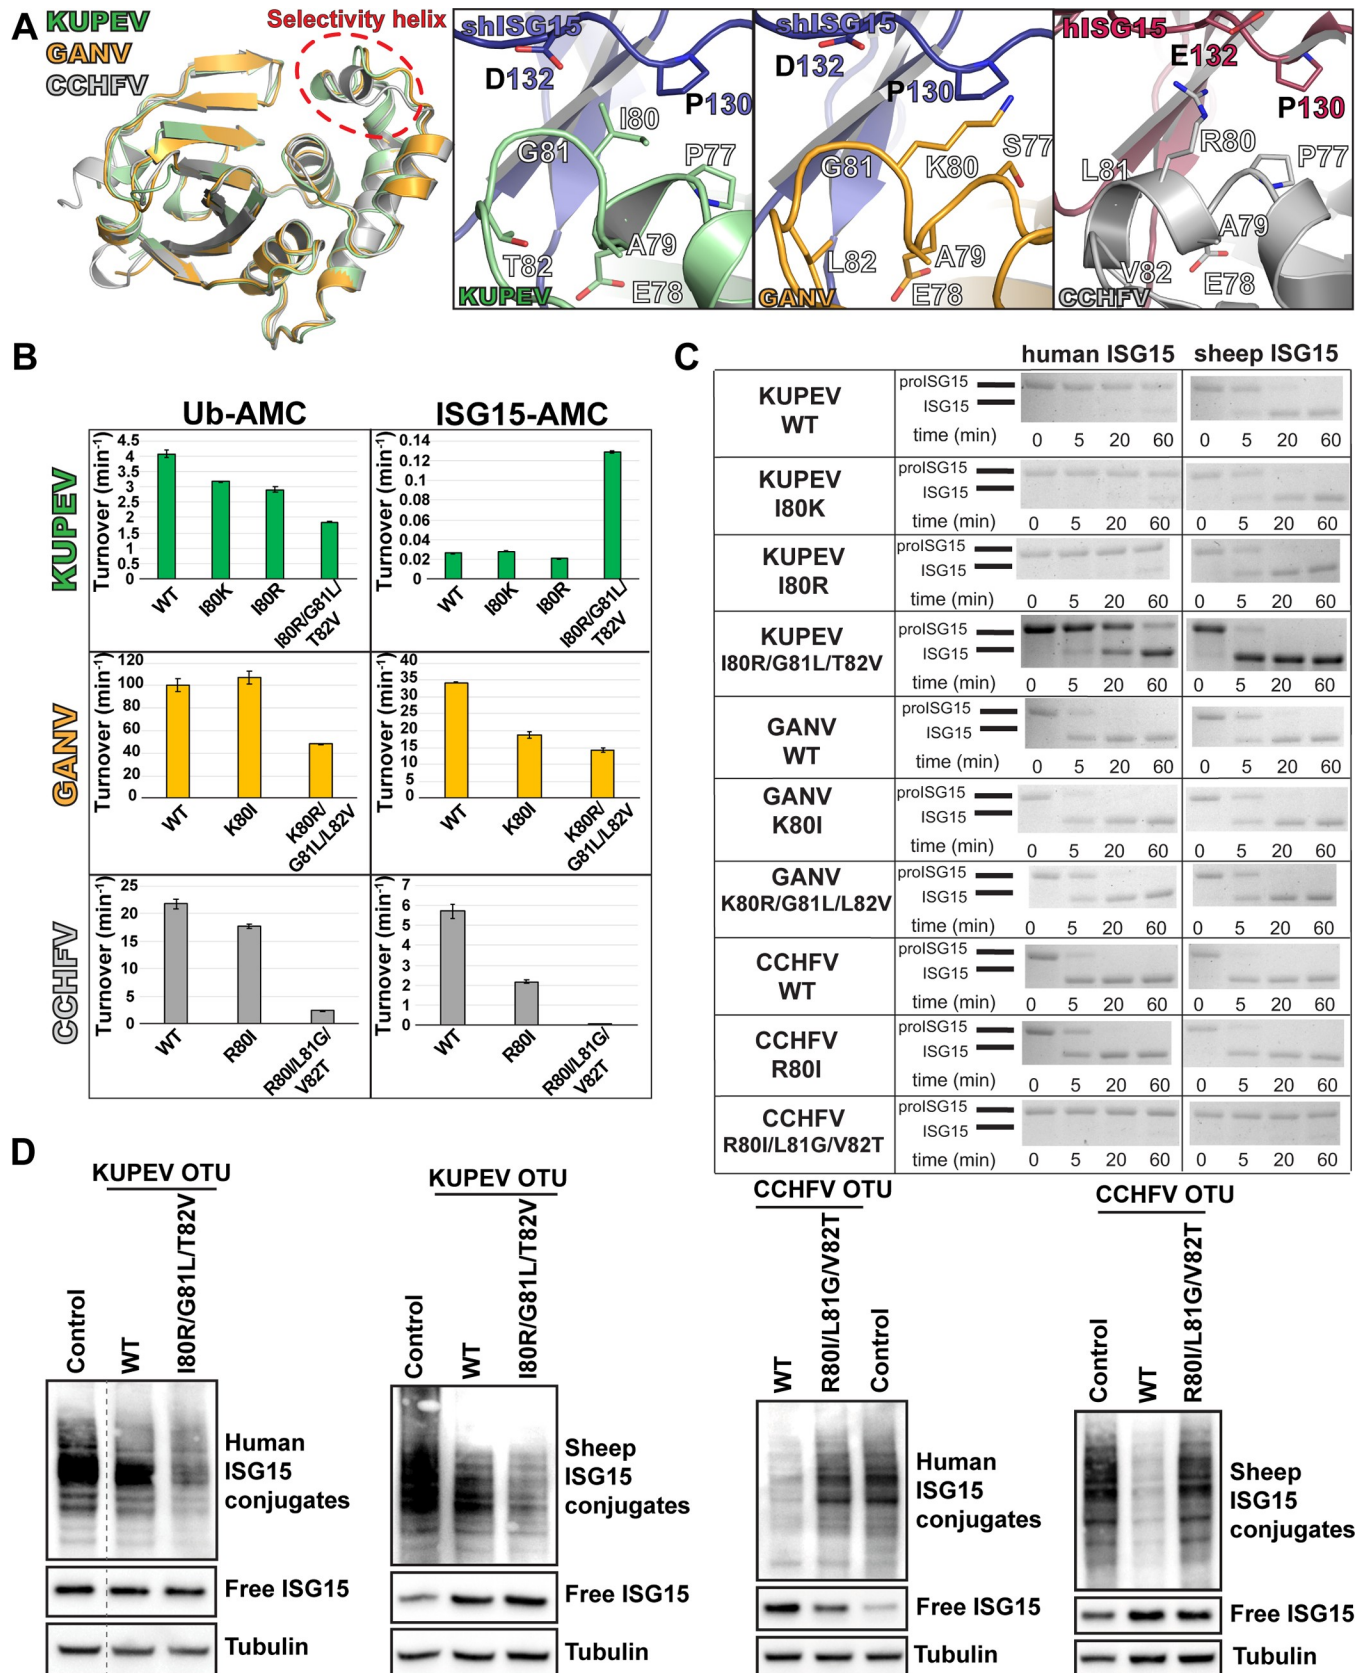 A
KUPEV
GANV
CCHFV
Selectivity helix
shISG15
D132
P130
I80
G81
P77
A79
T82
E78
KUPEV
shISG15
D132
P130
S77
G81
K80
L82
A79
E78
GANV
hISG15
E132
P130
R80
L81
P77
A79
V82
E78
CCHFV
B
Ub-AMC
ISG15-AMC
KUPEV
Turnover (min-1)
4.5
4
3.5
3
2.5
2
1.5
1
0.5
0
WT
I80K
I80R
I80R/G81L/
T82V
Turnover (min-1)
0.14
0.12
0.1
0.08
0.06
0.04
0.02
0
WT
I80K
I80R
I80R/G81L/
T82V
GANV
Turnover (min-1)
120
100
80
60
40
20
0
WT
K80I
K80R/
G81L/L82V
Turnover (min-1)
40
35
30
25
20
15
10
5
0
WT
K80I
K80R/
G81L/L82V
CCHFV
Turnover (min-1)
25
20
15
10
5
0
WT
R80I
R80I/L81G/
V82T
Turnover (min-1)
7
6
5
4
3
2
1
0
WT
R80I
R80I/L81G/
V82T
C
human ISG15
sheep ISG15
KUPEV
WT
proISG15
ISG15
time (min)
0 5 20 60
0 5 20 60
KUPEV
I80K
proISG15
ISG15
time (min)
0 5 20 60
0 5 20 60
KUPEV
I80R
proISG15
ISG15
time (min)
0 5 20 60
0 5 20 60
KUPEV
I80R/G81L/T82V
proISG15
ISG15
time (min)
0 5 20 60
0 5 20 60
GANV
WT
proISG15
ISG15
time (min)
0 5 20 60
0 5 20 60
GANV
K80I
proISG15
ISG15
time (min)
0 5 20 60
0 5 20 60
GANV
K80R/G81L/L82V
proISG15
ISG15
time (min)
0 5 20 60
0 5 20 60
CCHFV
WT
proISG15
ISG15
time (min)
0 5 20 60
0 5 20 60
CCHFV
R80I
proISG15
ISG15
time (min)
0 5 20 60
0 5 20 60
CCHFV
R80I/L81G/V82T
proISG15
ISG15
time (min)
0 5 20 60
0 5 20 60
D
KUPEV OTU
Control
WT
I80R/G81L/T82V
Human
ISG15
conjugates
Free ISG15
Tubulin
KUPEV OTU
Control
WT
I80R/G81L/T82V
Sheep
ISG15
conjugates
Free ISG15
Tubulin
CCHFV OTU
WT
R80I/L81G/V82T
Control
Human
ISG15
conjugates
Free ISG15
Tubulin
CCHFV OTU
Control
WT
R80I/L81G/V82T
Sheep
ISG15
conjugates
Free ISG15
Tubulin